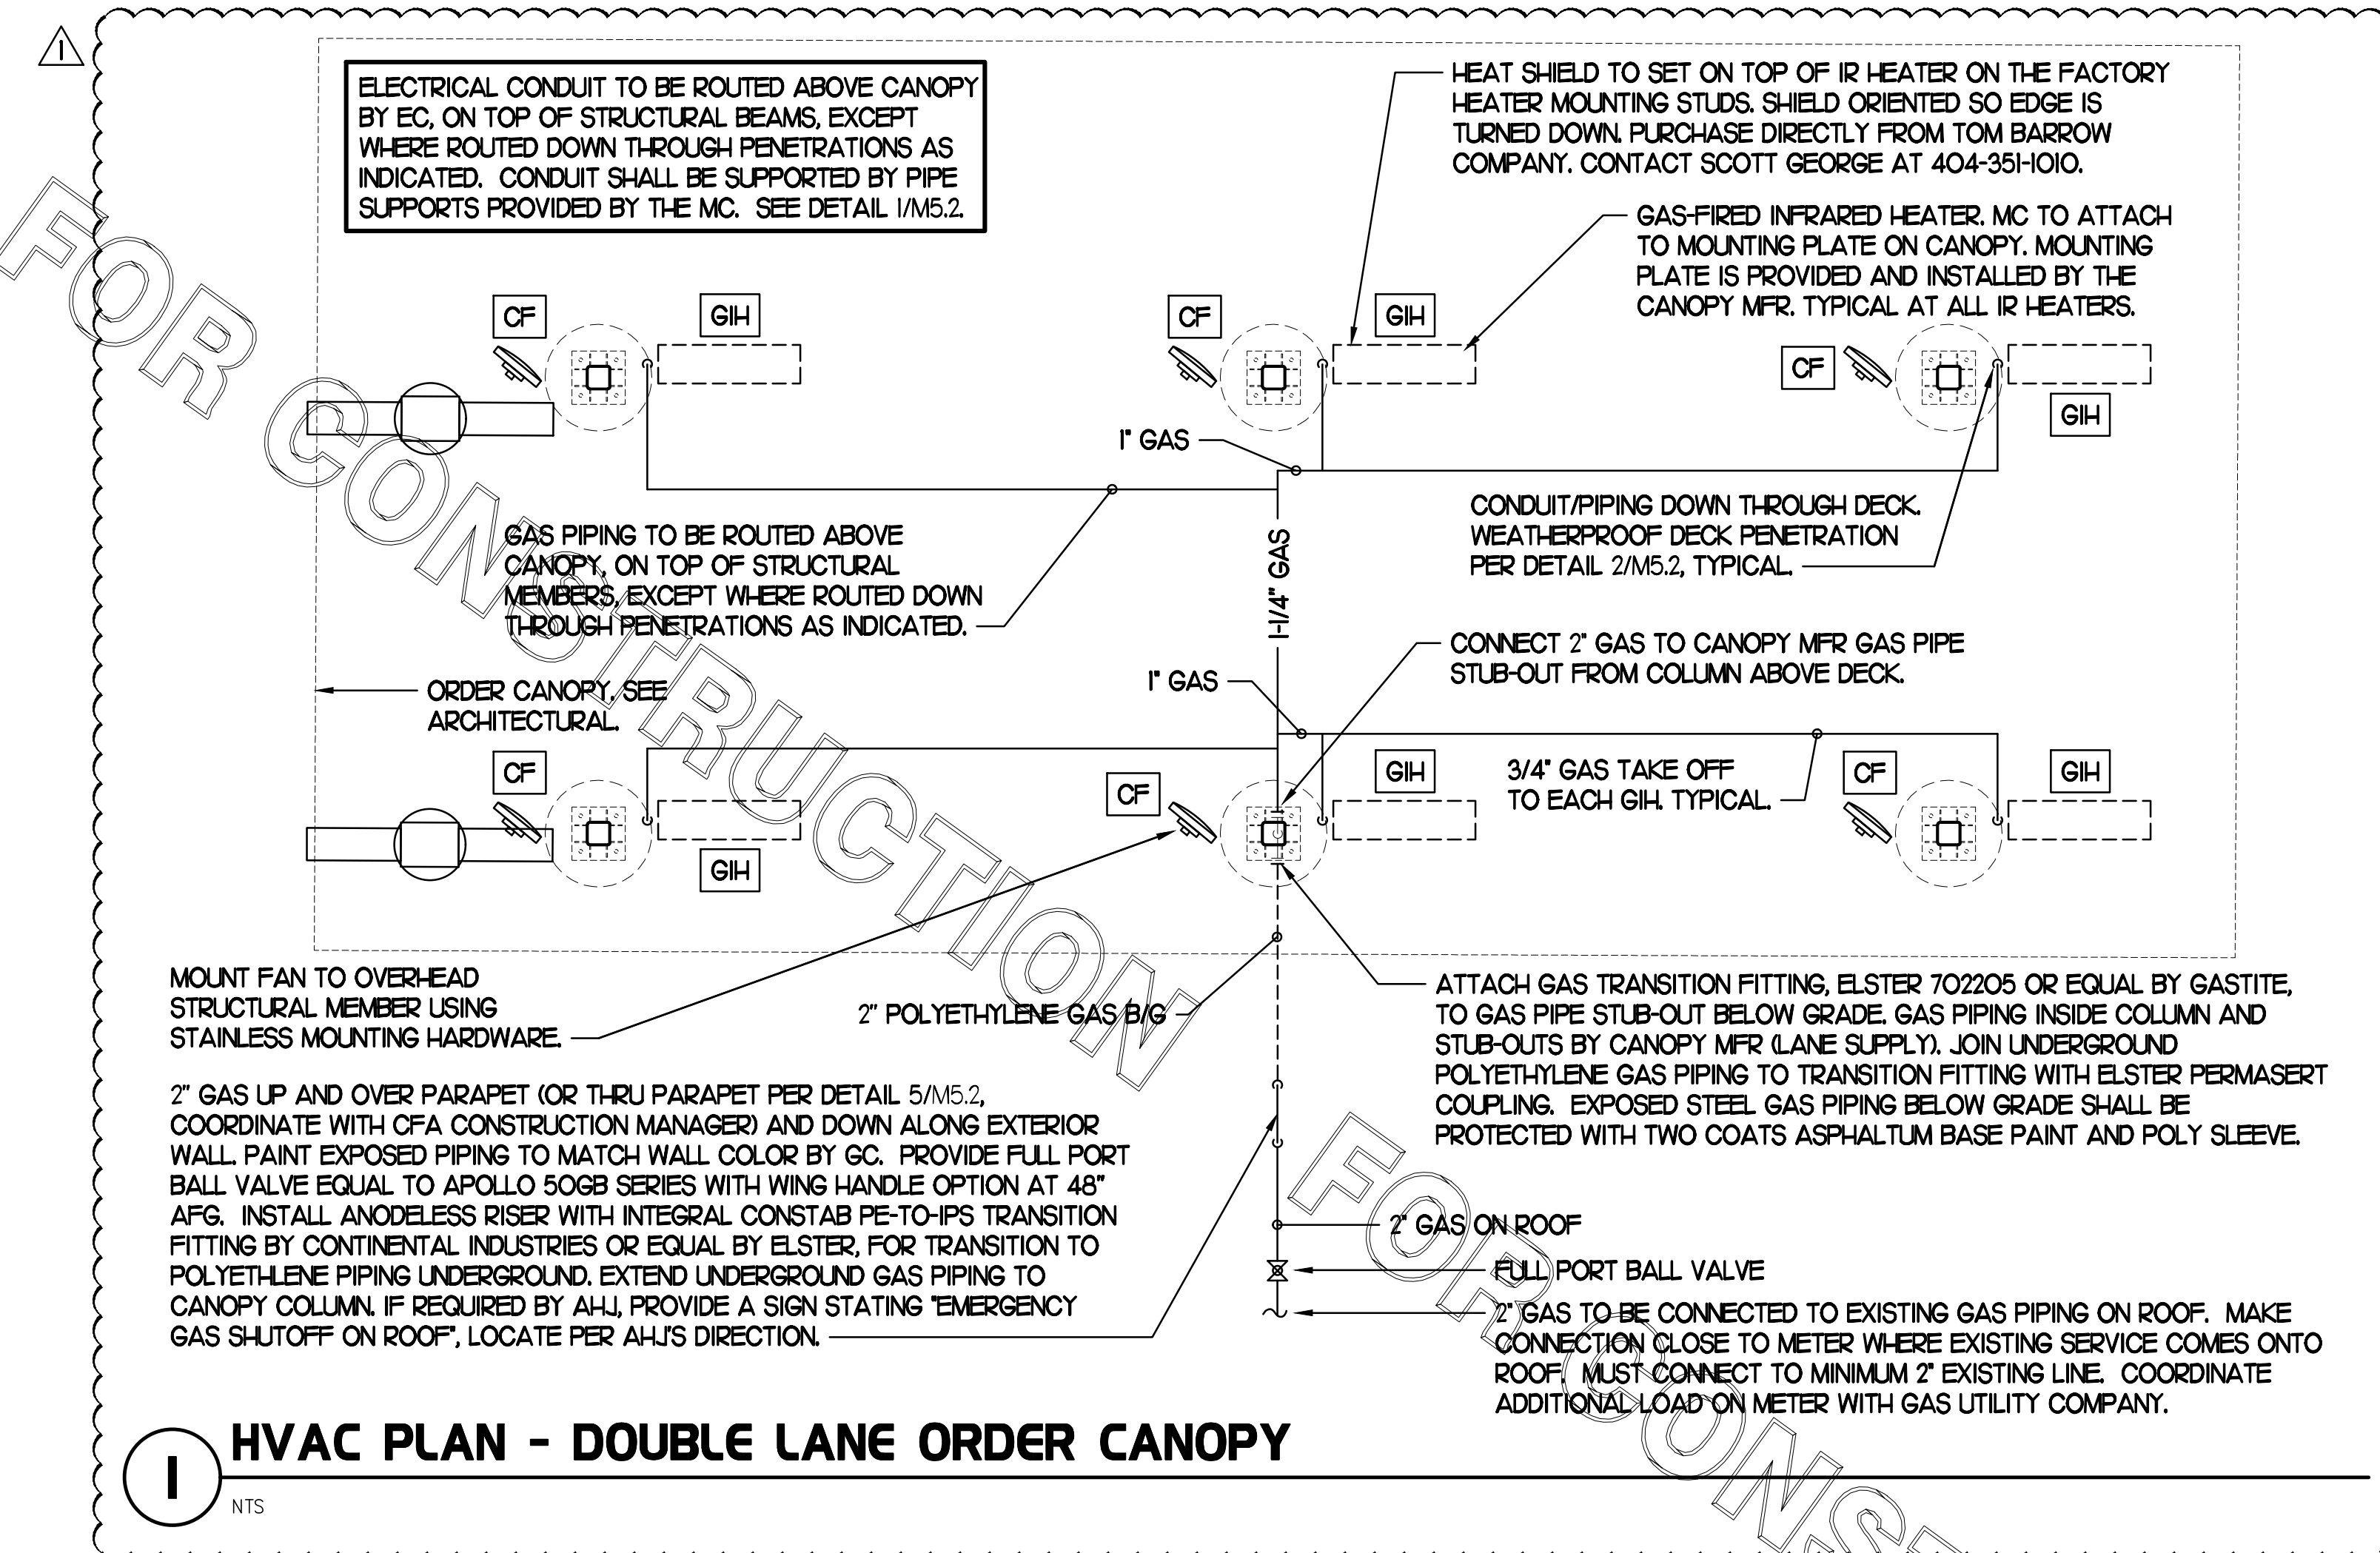 1
ELECTRICAL CONDUIT TO BE ROUTED ABOVE CANOPY
BY EC, ON TOP OF STRUCTURAL BEAMS, EXCEPT
WHERE ROUTED DOWN THROUGH PENETRATIONS AS
INDICATED. CONDUIT SHALL BE SUPPORTED BY PIPE
SUPPORTS PROVIDED BY THE MC. SEE DETAIL 1/M5.2.
HEAT SHIELD TO SET ON TOP OF IR HEATER ON THE FACTORY
HEATER MOUNTING STUDS. SHIELD ORIENTED SO EDGE IS
TURNED DOWN. PURCHASE DIRECTLY FROM TOM BARROW
COMPANY. CONTACT SCOTT GEORGE AT 404-351-1010.
GAS-FIRED INFRARED HEATER. MC TO ATTACH
TO MOUNTING PLATE ON CANOPY. MOUNTING
PLATE IS PROVIDED AND INSTALLED BY THE
CANOPY MFR. TYPICAL AT ALL IR HEATERS.
CF
GIH
CF
GIH
CF
GIH
1" GAS
GAS PIPING TO BE ROUTED ABOVE
CANOPY, ON TOP OF STRUCTURAL
MEMBERS, EXCEPT WHERE ROUTED DOWN
THROUGH PENETRATIONS AS INDICATED.
1-1/4" GAS
CONDUIT/PIPING DOWN THROUGH DECK.
WEATHERPROOF DECK PENETRATION
PER DETAIL 2/M5.2, TYPICAL.
CONNECT 2" GAS TO CANOPY MFR GAS PIPE
STUB-OUT FROM COLUMN ABOVE DECK.
1" GAS
ORDER CANOPY. SEE
ARCHITECTURAL.
CF
GIH
CF
GIH
3/4" GAS TAKE OFF
TO EACH GIH. TYPICAL.
CF
GIH
MOUNT FAN TO OVERHEAD
STRUCTURAL MEMBER USING
STAINLESS MOUNTING HARDWARE.
2" POLYETHYLENE GAS B/G
ATTACH GAS TRANSITION FITTING, ELSTER 702205 OR EQUAL BY GASTITE,
TO GAS PIPE STUB-OUT BELOW GRADE. GAS PIPING INSIDE COLUMN AND
STUB-OUTS BY CANOPY MFR (LANE SUPPLY). JOIN UNDERGROUND
POLYETHYLENE GAS PIPING TO TRANSITION FITTING WITH ELSTER PERMASERT
COUPLING. EXPOSED STEEL GAS PIPING BELOW GRADE SHALL BE
PROTECTED WITH TWO COATS ASPHALTUM BASE PAINT AND POLY SLEEVE.
2" GAS UP AND OVER PARAPET (OR THRU PARAPET PER DETAIL 5/M5.2,
COORDINATE WITH CFA CONSTRUCTION MANAGER) AND DOWN ALONG EXTERIOR
WALL. PAINT EXPOSED PIPING TO MATCH WALL COLOR BY GC. PROVIDE FULL PORT
BALL VALVE EQUAL TO APOLLO 50GB SERIES WITH WING HANDLE OPTION AT 48"
AFG. INSTALL ANODELESS RISER WITH INTEGRAL CONSTAB PE-TO-IPS TRANSITION
FITTING BY CONTINENTAL INDUSTRIES OR EQUAL BY ELSTER, FOR TRANSITION TO
POLYETHLENE PIPING UNDERGROUND. EXTEND UNDERGROUND GAS PIPING TO
CANOPY COLUMN. IF REQUIRED BY AHJ, PROVIDE A SIGN STATING "EMERGENCY
GAS SHUTOFF ON ROOF", LOCATE PER AHJ'S DIRECTION.
2" GAS ON ROOF
FULL PORT BALL VALVE
2" GAS TO BE CONNECTED TO EXISTING GAS PIPING ON ROOF. MAKE
CONNECTION CLOSE TO METER WHERE EXISTING SERVICE COMES ONTO
ROOF. MUST CONNECT TO MINIMUM 2" EXISTING LINE. COORDINATE
ADDITIONAL LOAD ON METER WITH GAS UTILITY COMPANY.
1
HVAC PLAN - DOUBLE LANE ORDER CANOPY
NTS
FOR CONSTRUCTION
FOR CONS